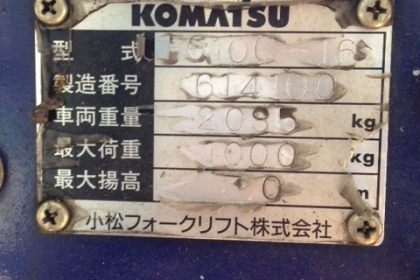 KOMATSU
型 式 FG10C-16
製造番号 614100
車両重量 2095 kg
最大荷重 1000 kg
最大揚高 0 m
小松フォークリフト株式会社